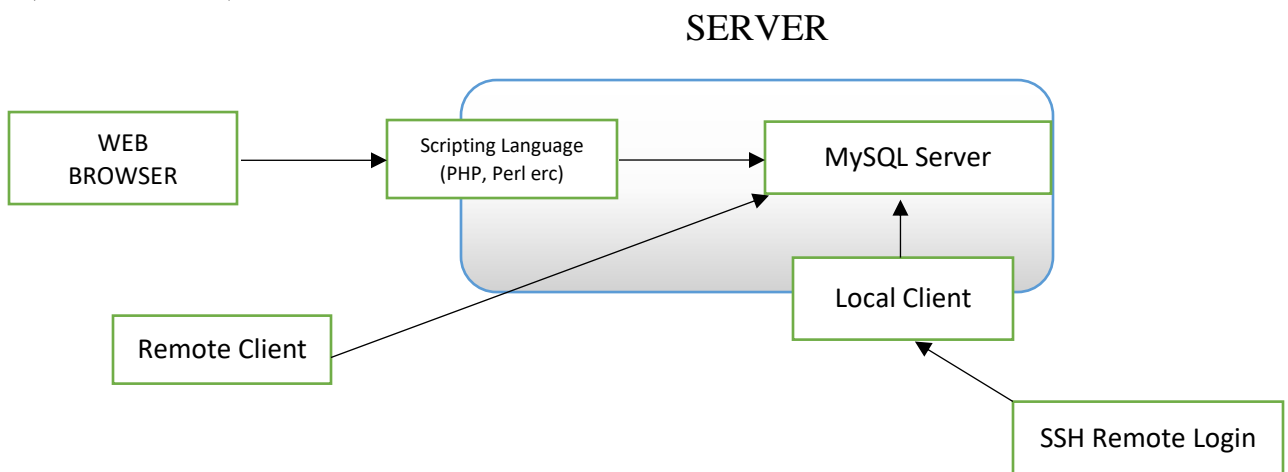 SERVER
WEB
BROWSER
Scripting Language
(PHP, Perl erc)
MySQL Server
Local Client
Remote Client
SSH Remote Login